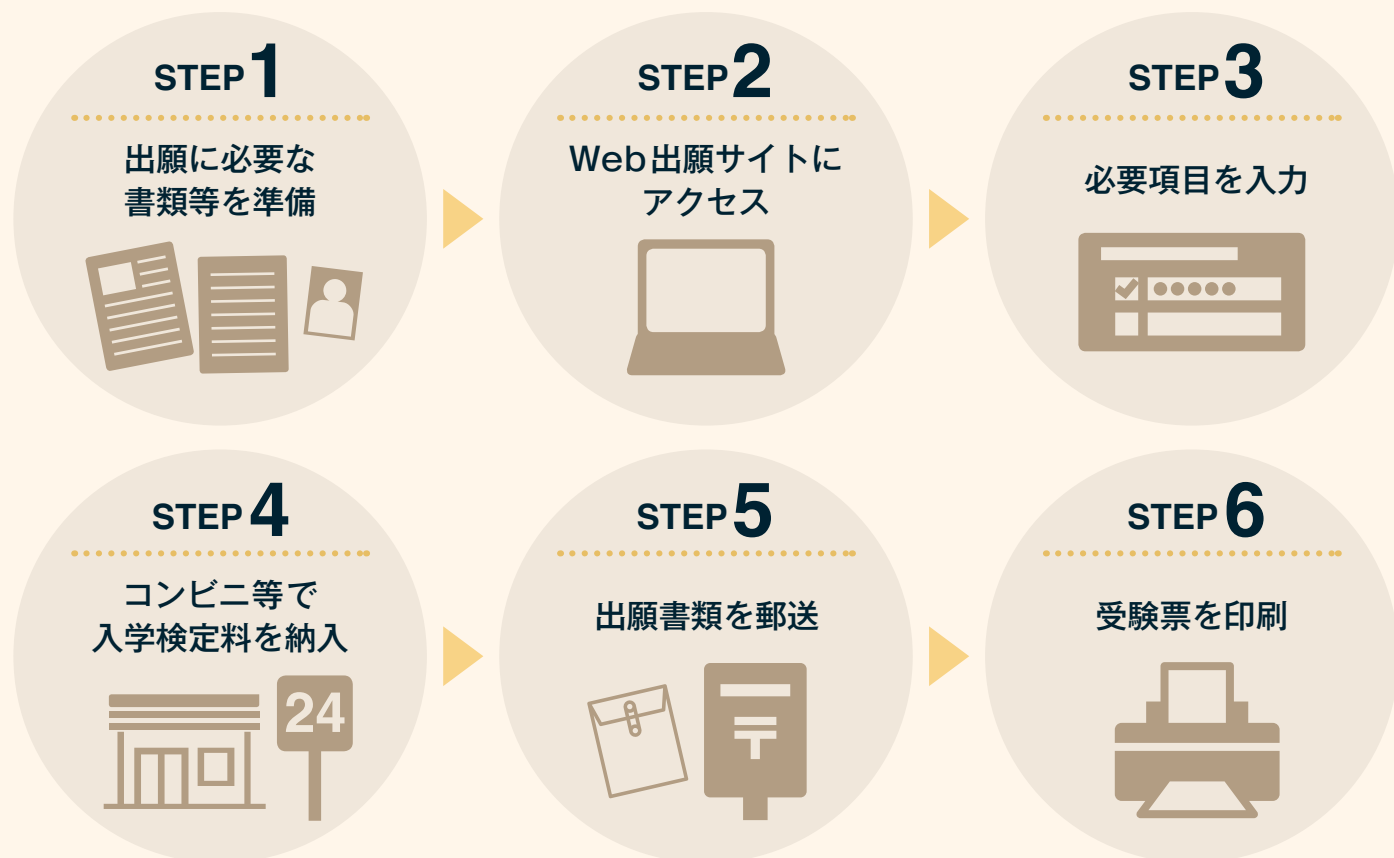 STEP1
出願に必要な
書類等を準備
STEP2
Web出願サイトに
アクセス
STEP3
必要項目を入力
STEP4
コンビニ等で
入学検定料を納入
24
STEP5
出願書類を郵送
〒
STEP6
受験票を印刷